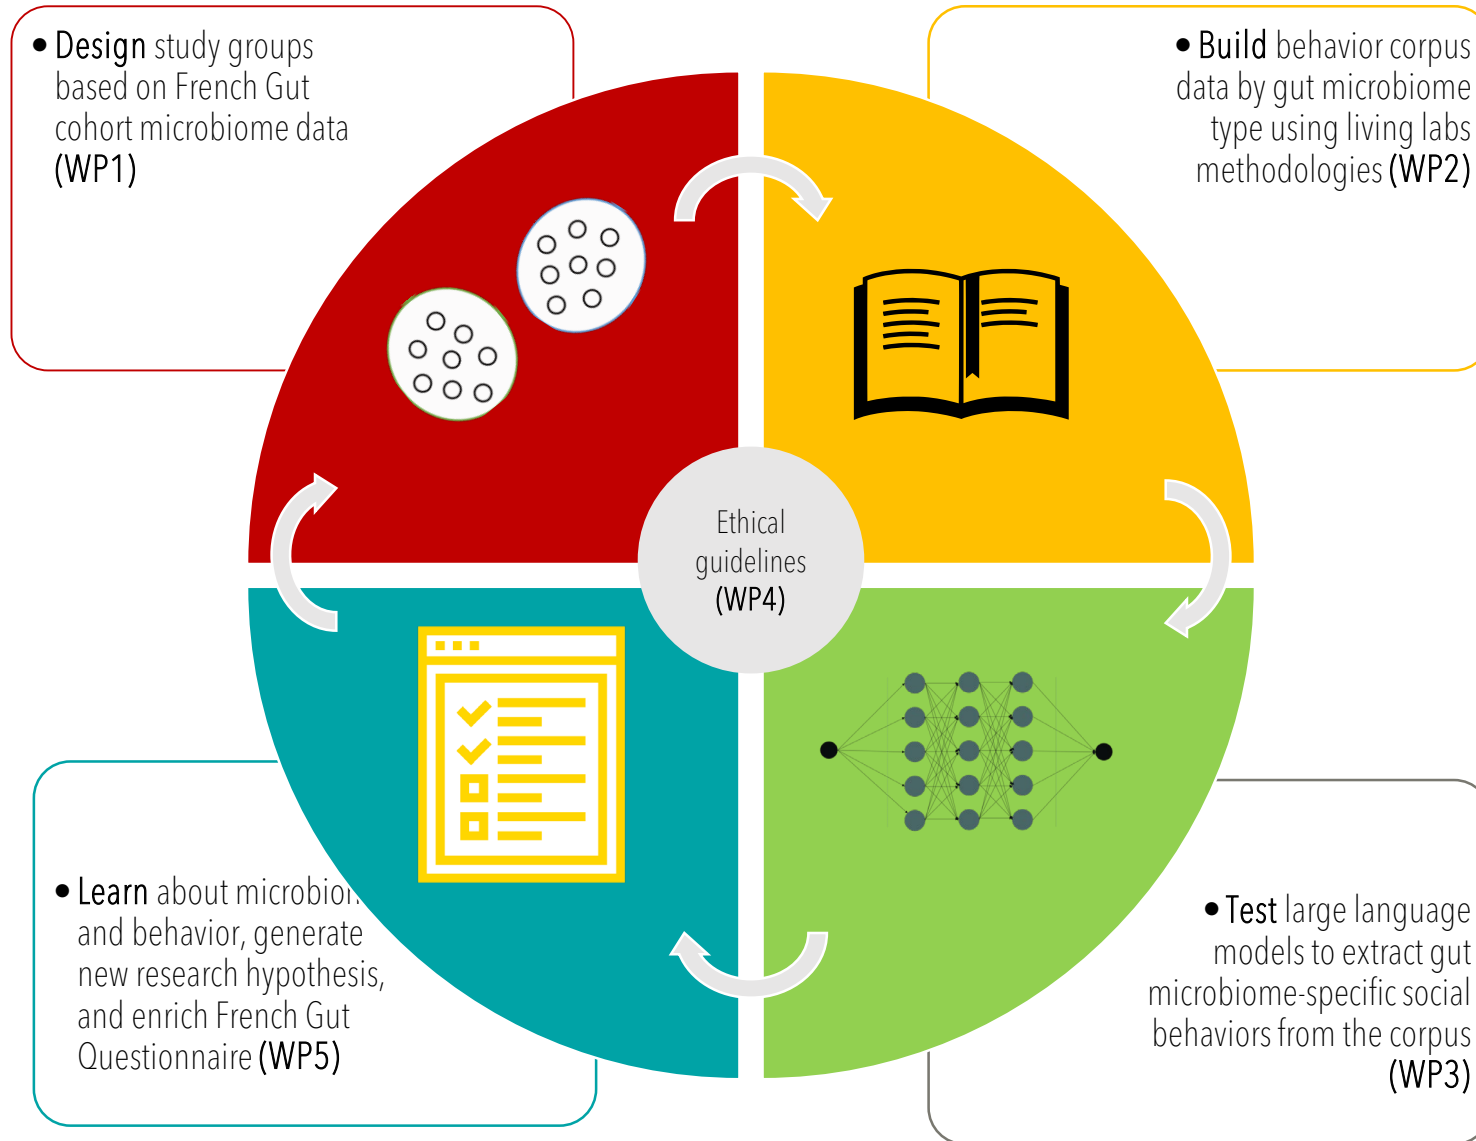 • Design study groups
based on French Gut
cohort microbiome data
(WP1)
• Build behavior corpus
data by gut microbiome
type using living labs
methodologies (WP2)
Ethical
guidelines
(WP4)
• Learn about
and behavior, generate
new research hypothesis,
and enrich French Gut
Questionnaire (WP5)
• Test large language
models to extract gut
microbiome-specific social
behaviors from the corpus
(WP3)